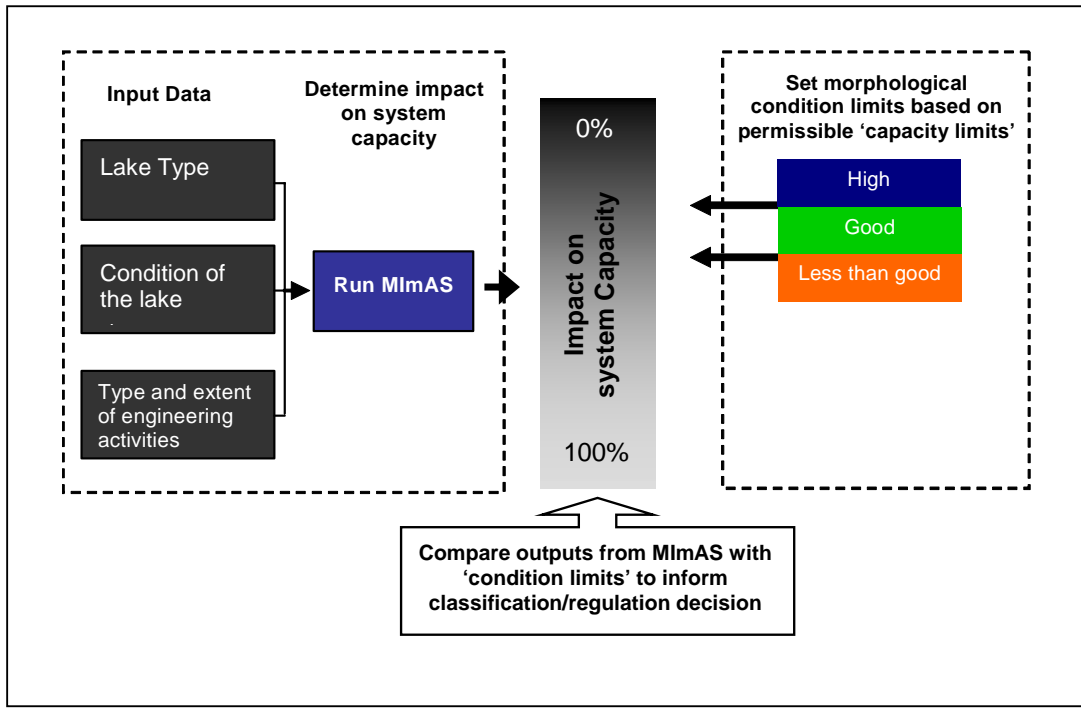 Input Data
Determine impact
on system
capacity
Lake Type
Condition of
the lake
Type and extent
of engineering
activities
Run MImAS
0%
Impact on
system Capacity
100%
Set morphological
condition limits based on
permissible ‘capacity limits’
High
Good
Less than good
Compare outputs from MImAS with
‘condition limits’ to inform
classification/regulation decision